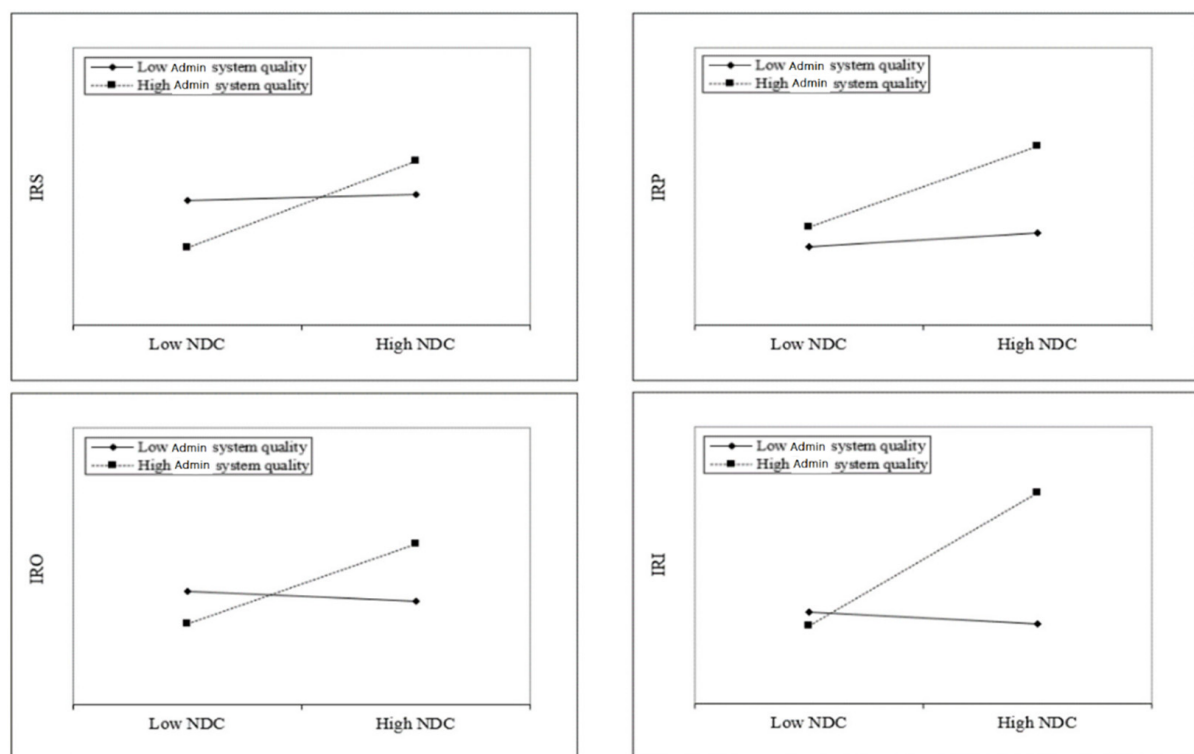 Low Admin system quality
High Admin system quality
IRS
Low NDC High NDC
Low Admin system quality
High Admin system quality
IRP
Low NDC High NDC
Low Admin system quality
High Admin system quality
IRO
Low NDC High NDC
Low Admin system quality
High Admin system quality
IRI
Low NDC High NDC